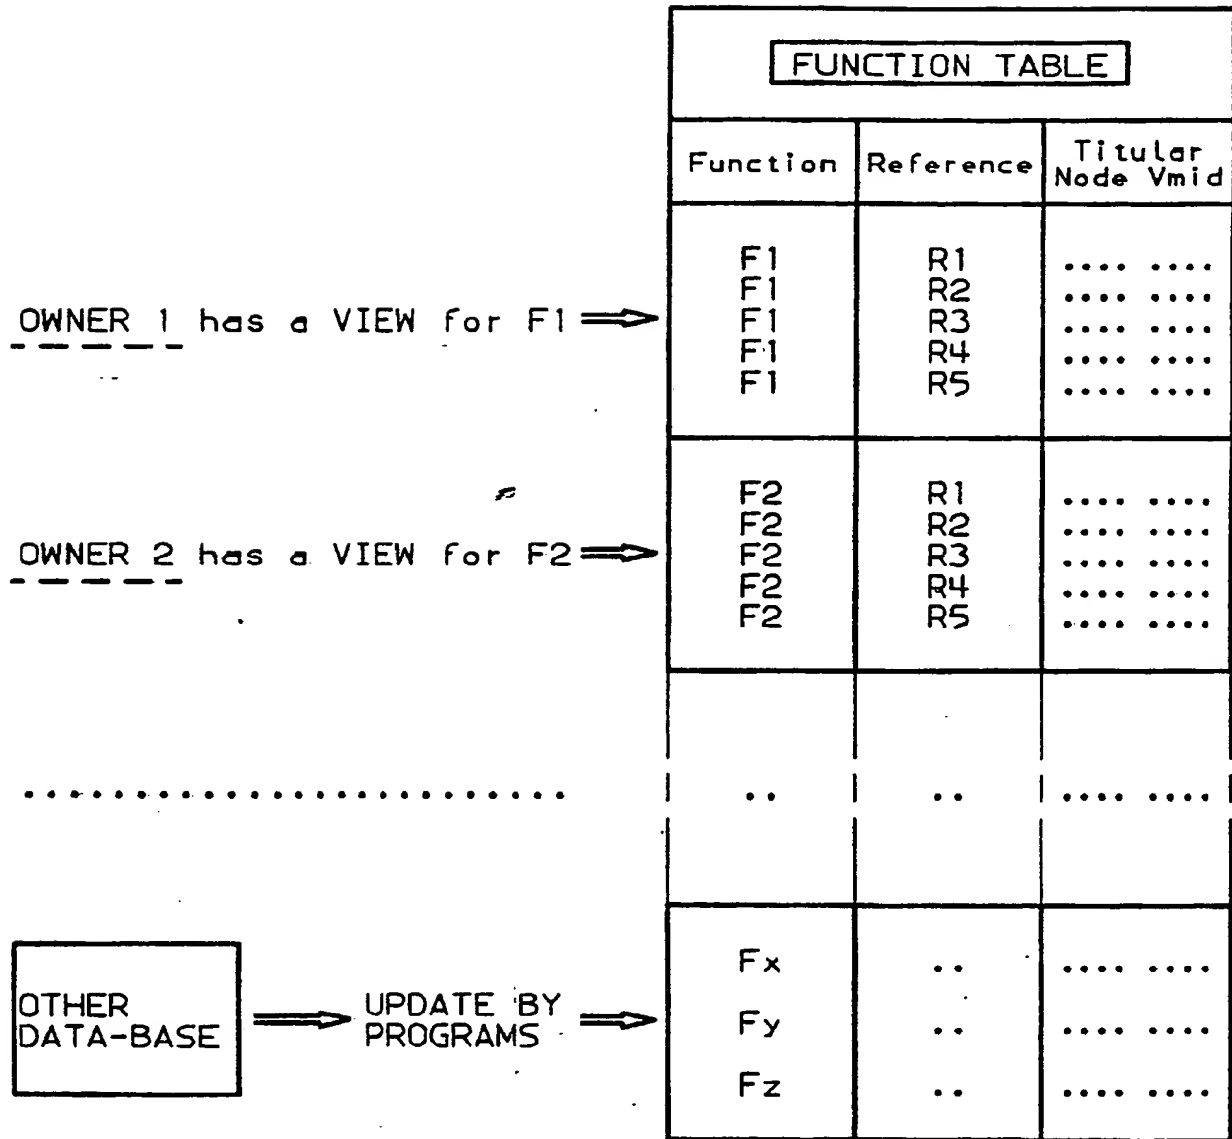 FUNCTION TABLE
Function Reference Titular Node Vmid
F1 R1 .... ....
F1 R2 .... ....
OWNER 1 has a VIEW for F1 ⇒ F1 R3 .... ....
F1 R4 .... ....
F1 R5 .... ....
F2 R1 .... ....
F2 R2 .... ....
OWNER 2 has a VIEW for F2 ⇒ F2 R3 .... ....
F2 R4 .... ....
F2 R5 .... ....
......................... .. .. .... ....
Fx .. .... ....
OTHER DATA-BASE ⇒ UPDATE BY PROGRAMS ⇒ Fy .. .... ....
Fz .. .... ....